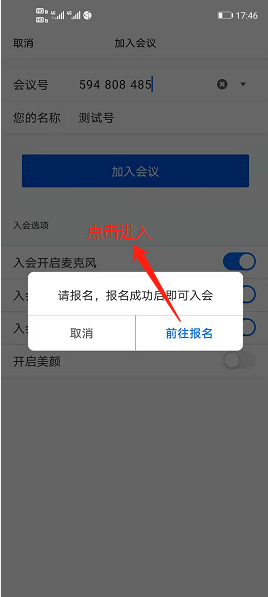 17:46
取消 加入会议
会议号 594 808 485
您的名称 测试号
加入会议
入会选项
点击进入
入会开启麦克风
入
请报名，报名成功后即可入会
入会
取消 前往报名
开启美颜